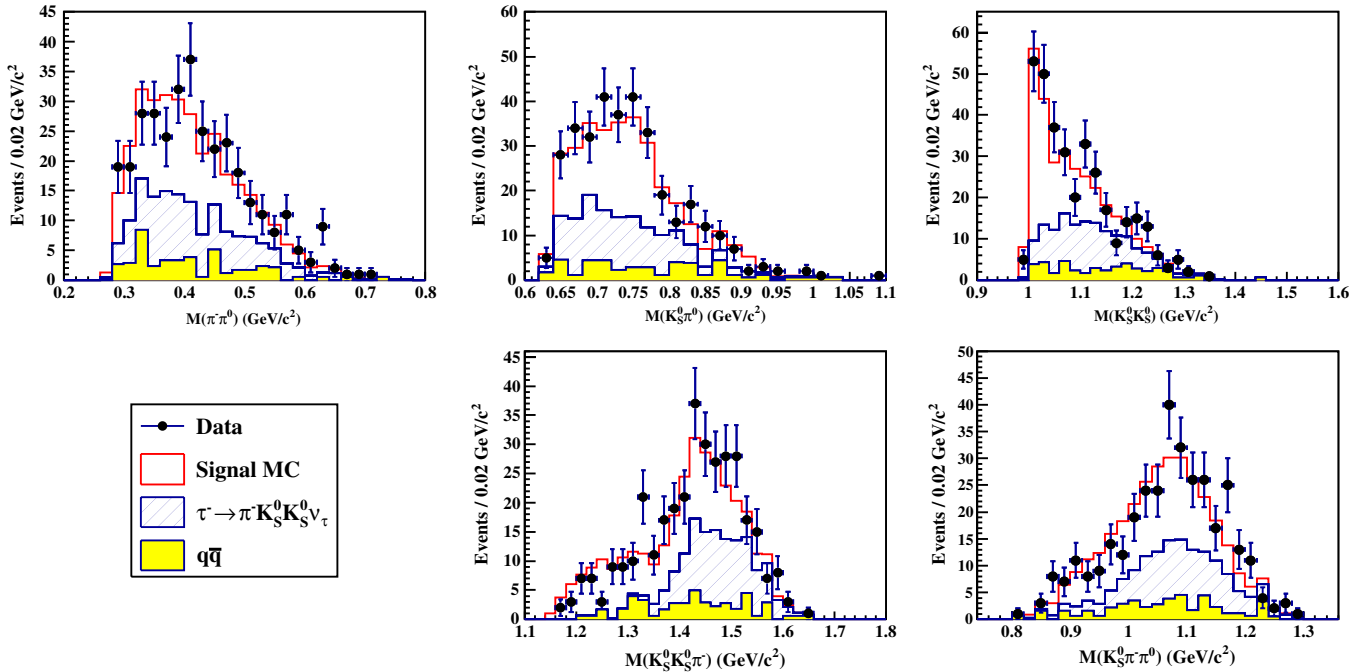 Events / 0.02 GeV/c²
45
40
35
30
25
20
15
10
5
0
0.2 0.3 0.4 0.5 0.6 0.7 0.8
M(π⁻π⁰) (GeV/c²)
Events / 0.02 GeV/c²
60
50
40
30
20
10
0
0.6 0.65 0.7 0.75 0.8 0.85 0.9 0.95 1 1.05 1.1
M(K⁰_Sπ⁰) (GeV/c²)
Events / 0.02 GeV/c²
60
50
40
30
20
10
0
0.9 1 1.1 1.2 1.3 1.4 1.5 1.6
M(K⁰_SK⁰_S) (GeV/c²)
Data
Signal MC
τ⁻→π⁻K⁰_SK⁰_Sν_τ
qq̅
Events / 0.02 GeV/c²
45
40
35
30
25
20
15
10
5
0
1.1 1.2 1.3 1.4 1.5 1.6 1.7 1.8
M(K⁰_SK⁰_Sπ⁻) (GeV/c²)
Events / 0.02 GeV/c²
50
45
40
35
30
25
20
15
10
5
0
0.8 0.9 1 1.1 1.2 1.3
M(K⁰_Sπ⁻π⁰) (GeV/c²)